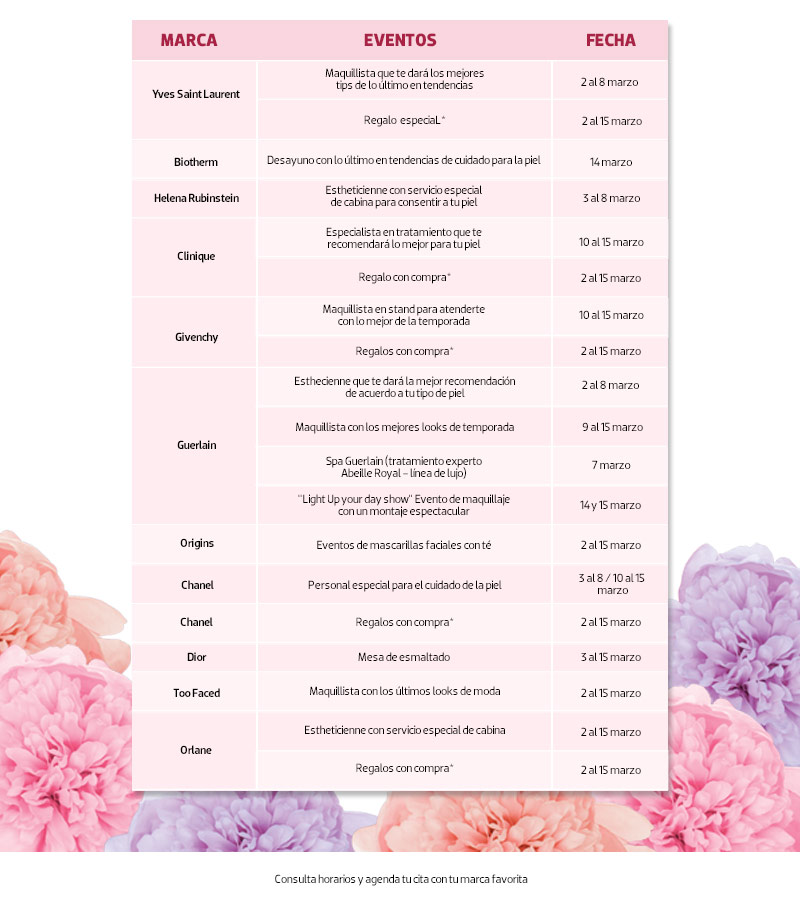 MARCA EVENTOS FECHA
Yves Saint Laurent
Maquillista que te dará los mejores
tips de lo último en tendencias
2 al 8 marzo
Regalo especiaL*
2 al 15 marzo
Biotherm
Desayuno con lo último en tendencias de cuidado para la piel
14 marzo
Helena Rubinstein
Estheticienne con servicio especial
de cabina para consentir a tu piel
3 al 8 marzo
Clinique
Especialista en tratamiento que te
recomendará lo mejor para tu piel
10 al 15 marzo
Regalo con compra*
2 al 15 marzo
Givenchy
Maquillista en stand para atenderte
con lo mejor de la temporada
10 al 15 marzo
Regalos con compra*
2 al 15 marzo
Guerlain
Esthecienne que te dará la mejor recomendación
de acuerdo a tu tipo de piel
2 al 8 marzo
Maquillista con los mejores looks de temporada
9 al 15 marzo
Spa Guerlain (tratamiento experto
Abeille Royal – línea de lujo)
7 marzo
"Light Up your day show" Evento de maquillaje
con un montaje espectacular
14 y 15 marzo
Origins
Eventos de mascarillas faciales con té
2 al 15 marzo
Chanel
Personal especial para el cuidado de la piel
3 al 8 / 10 al 15
marzo
Chanel
Regalos con compra*
2 al 15 marzo
Dior
Mesa de esmaltado
3 al 15 marzo
Too Faced
Maquillista con los últimos looks de moda
2 al 15 marzo
Orlane
Estheticienne con servicio especial de cabina
2 al 15 marzo
Regalos con compra*
2 al 15 marzo
Consulta horarios y agenda tu cita con tu marca favorita